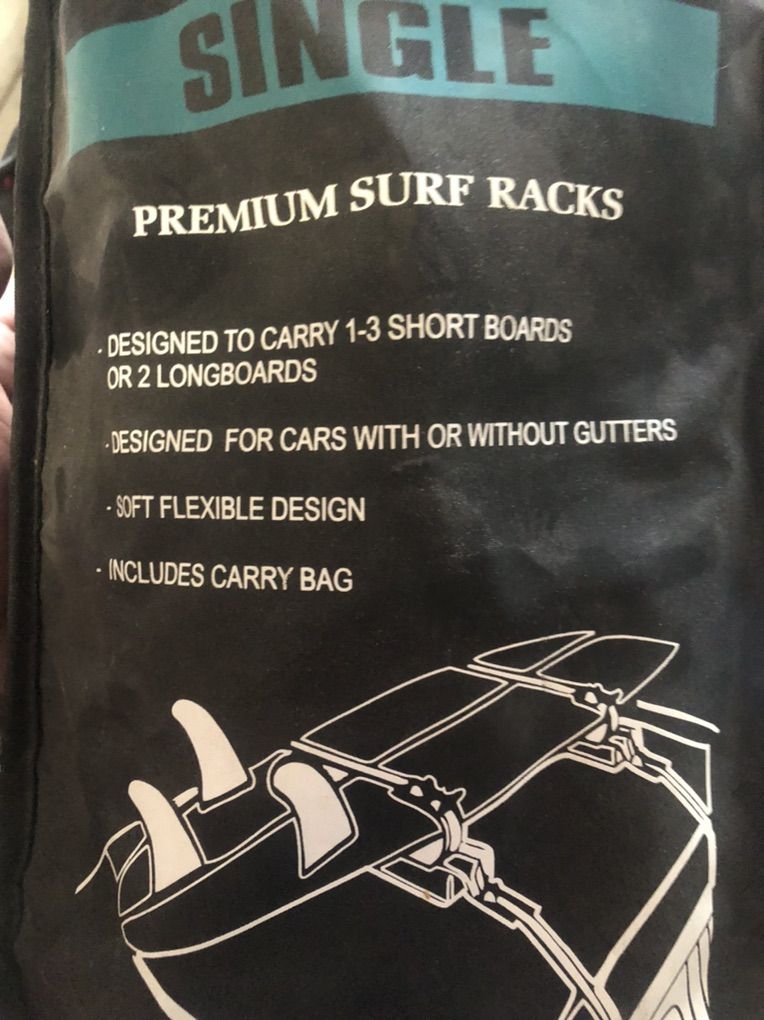 SINGLE
PREMIUM SURF RACKS
· DESIGNED TO CARRY 1-3 SHORT BOARDS
OR 2 LONGBOARDS
· DESIGNED FOR CARS WITH OR WITHOUT GUTTERS
- SOFT FLEXIBLE DESIGN
- INCLUDES CARRY BAG